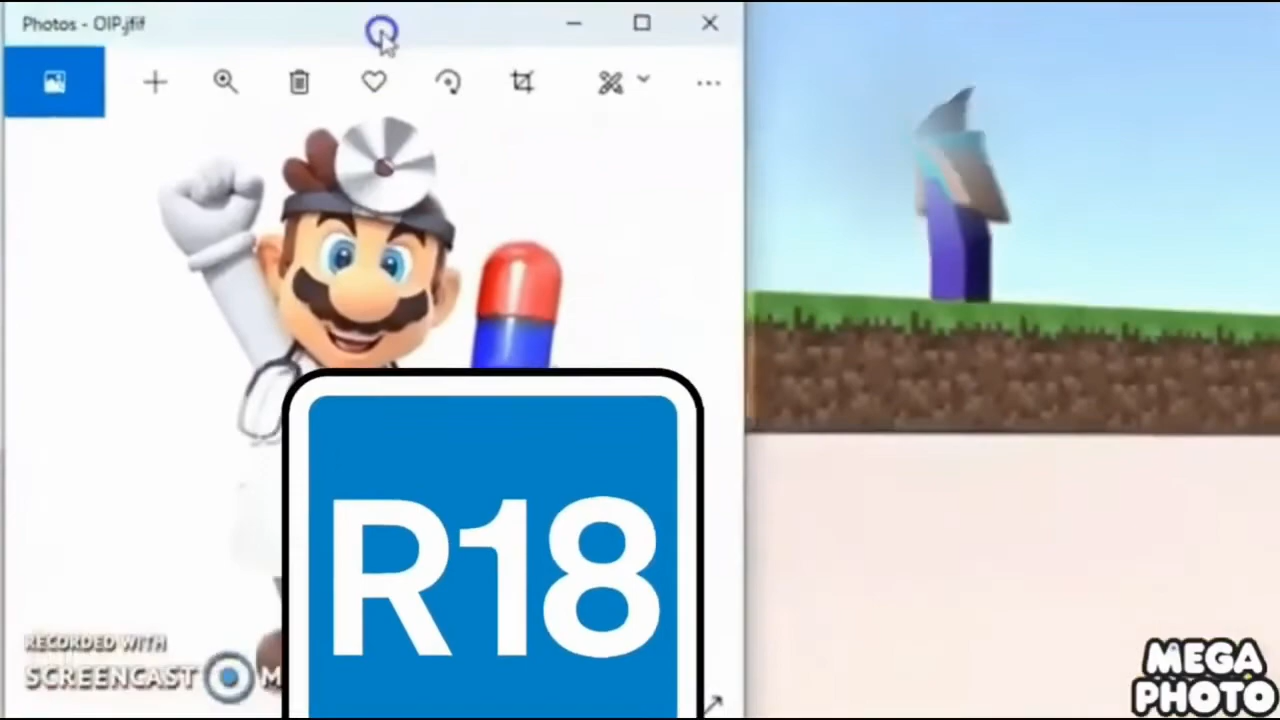 Photos - OIP.jfif
R18
RECORDED WITH
SCREENCAST M
MEGA
PHOTO